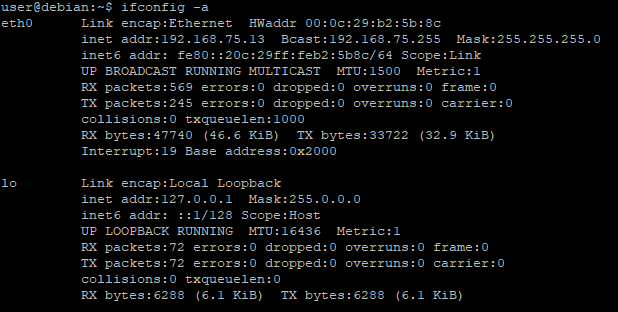 user@debian:~$ ifconfig -a
eth0      Link encap:Ethernet  HWaddr 00:0c:29:b2:5b:8c
          inet addr:192.168.75.13  Bcast:192.168.75.255  Mask:255.255.255.0
          inet6 addr: fe80::20c:29ff:feb2:5b8c/64 Scope:Link
          UP BROADCAST RUNNING MULTICAST  MTU:1500  Metric:1
          RX packets:569 errors:0 dropped:0 overruns:0 frame:0
          TX packets:245 errors:0 dropped:0 overruns:0 carrier:0
          collisions:0 txqueuelen:1000
          RX bytes:47740 (46.6 KiB)  TX bytes:33722 (32.9 KiB)
          Interrupt:19 Base address:0x2000

lo        Link encap:Local Loopback
          inet addr:127.0.0.1  Mask:255.0.0.0
          inet6 addr: ::1/128 Scope:Host
          UP LOOPBACK RUNNING  MTU:16436  Metric:1
          RX packets:72 errors:0 dropped:0 overruns:0 frame:0
          TX packets:72 errors:0 dropped:0 overruns:0 carrier:0
          collisions:0 txqueuelen:0
          RX bytes:6288 (6.1 KiB)  TX bytes:6288 (6.1 KiB)